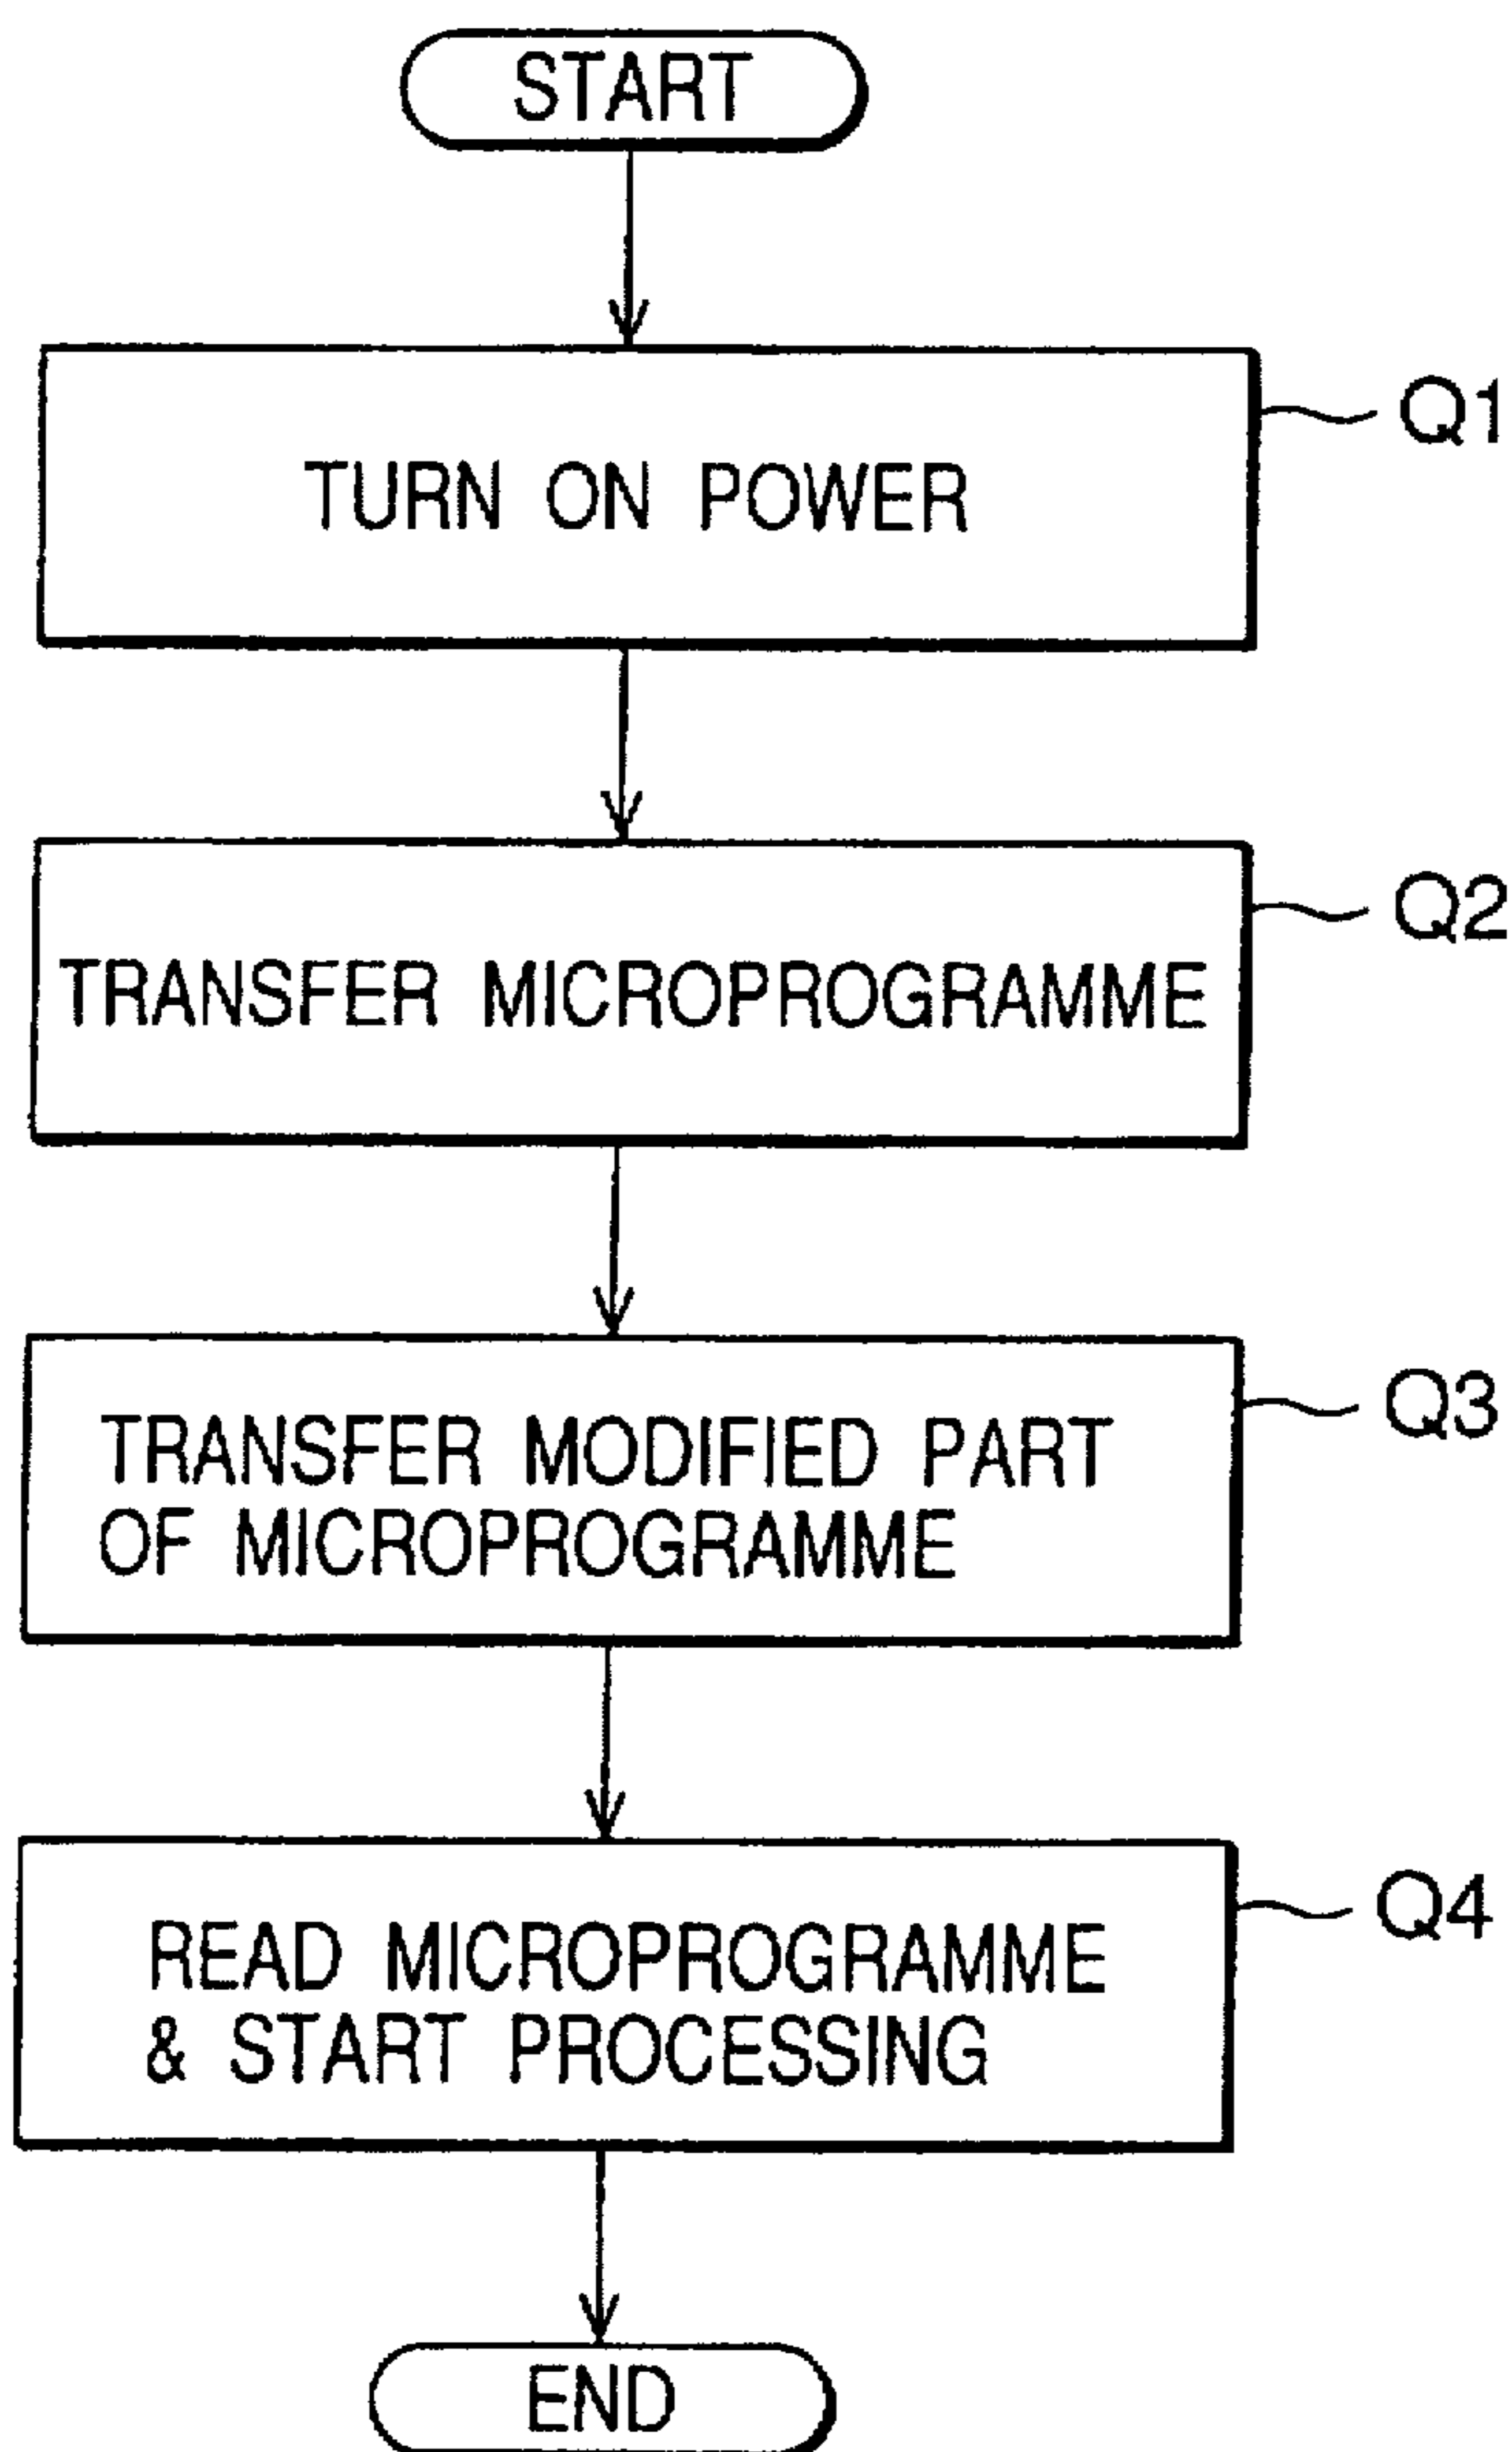 START
TURN ON POWER
Q1
TRANSFER MICROPROGRAMME
Q2
TRANSFER MODIFIED PART
OF MICROPROGRAMME
Q3
READ MICROPROGRAMME
& START PROCESSING
Q4
END